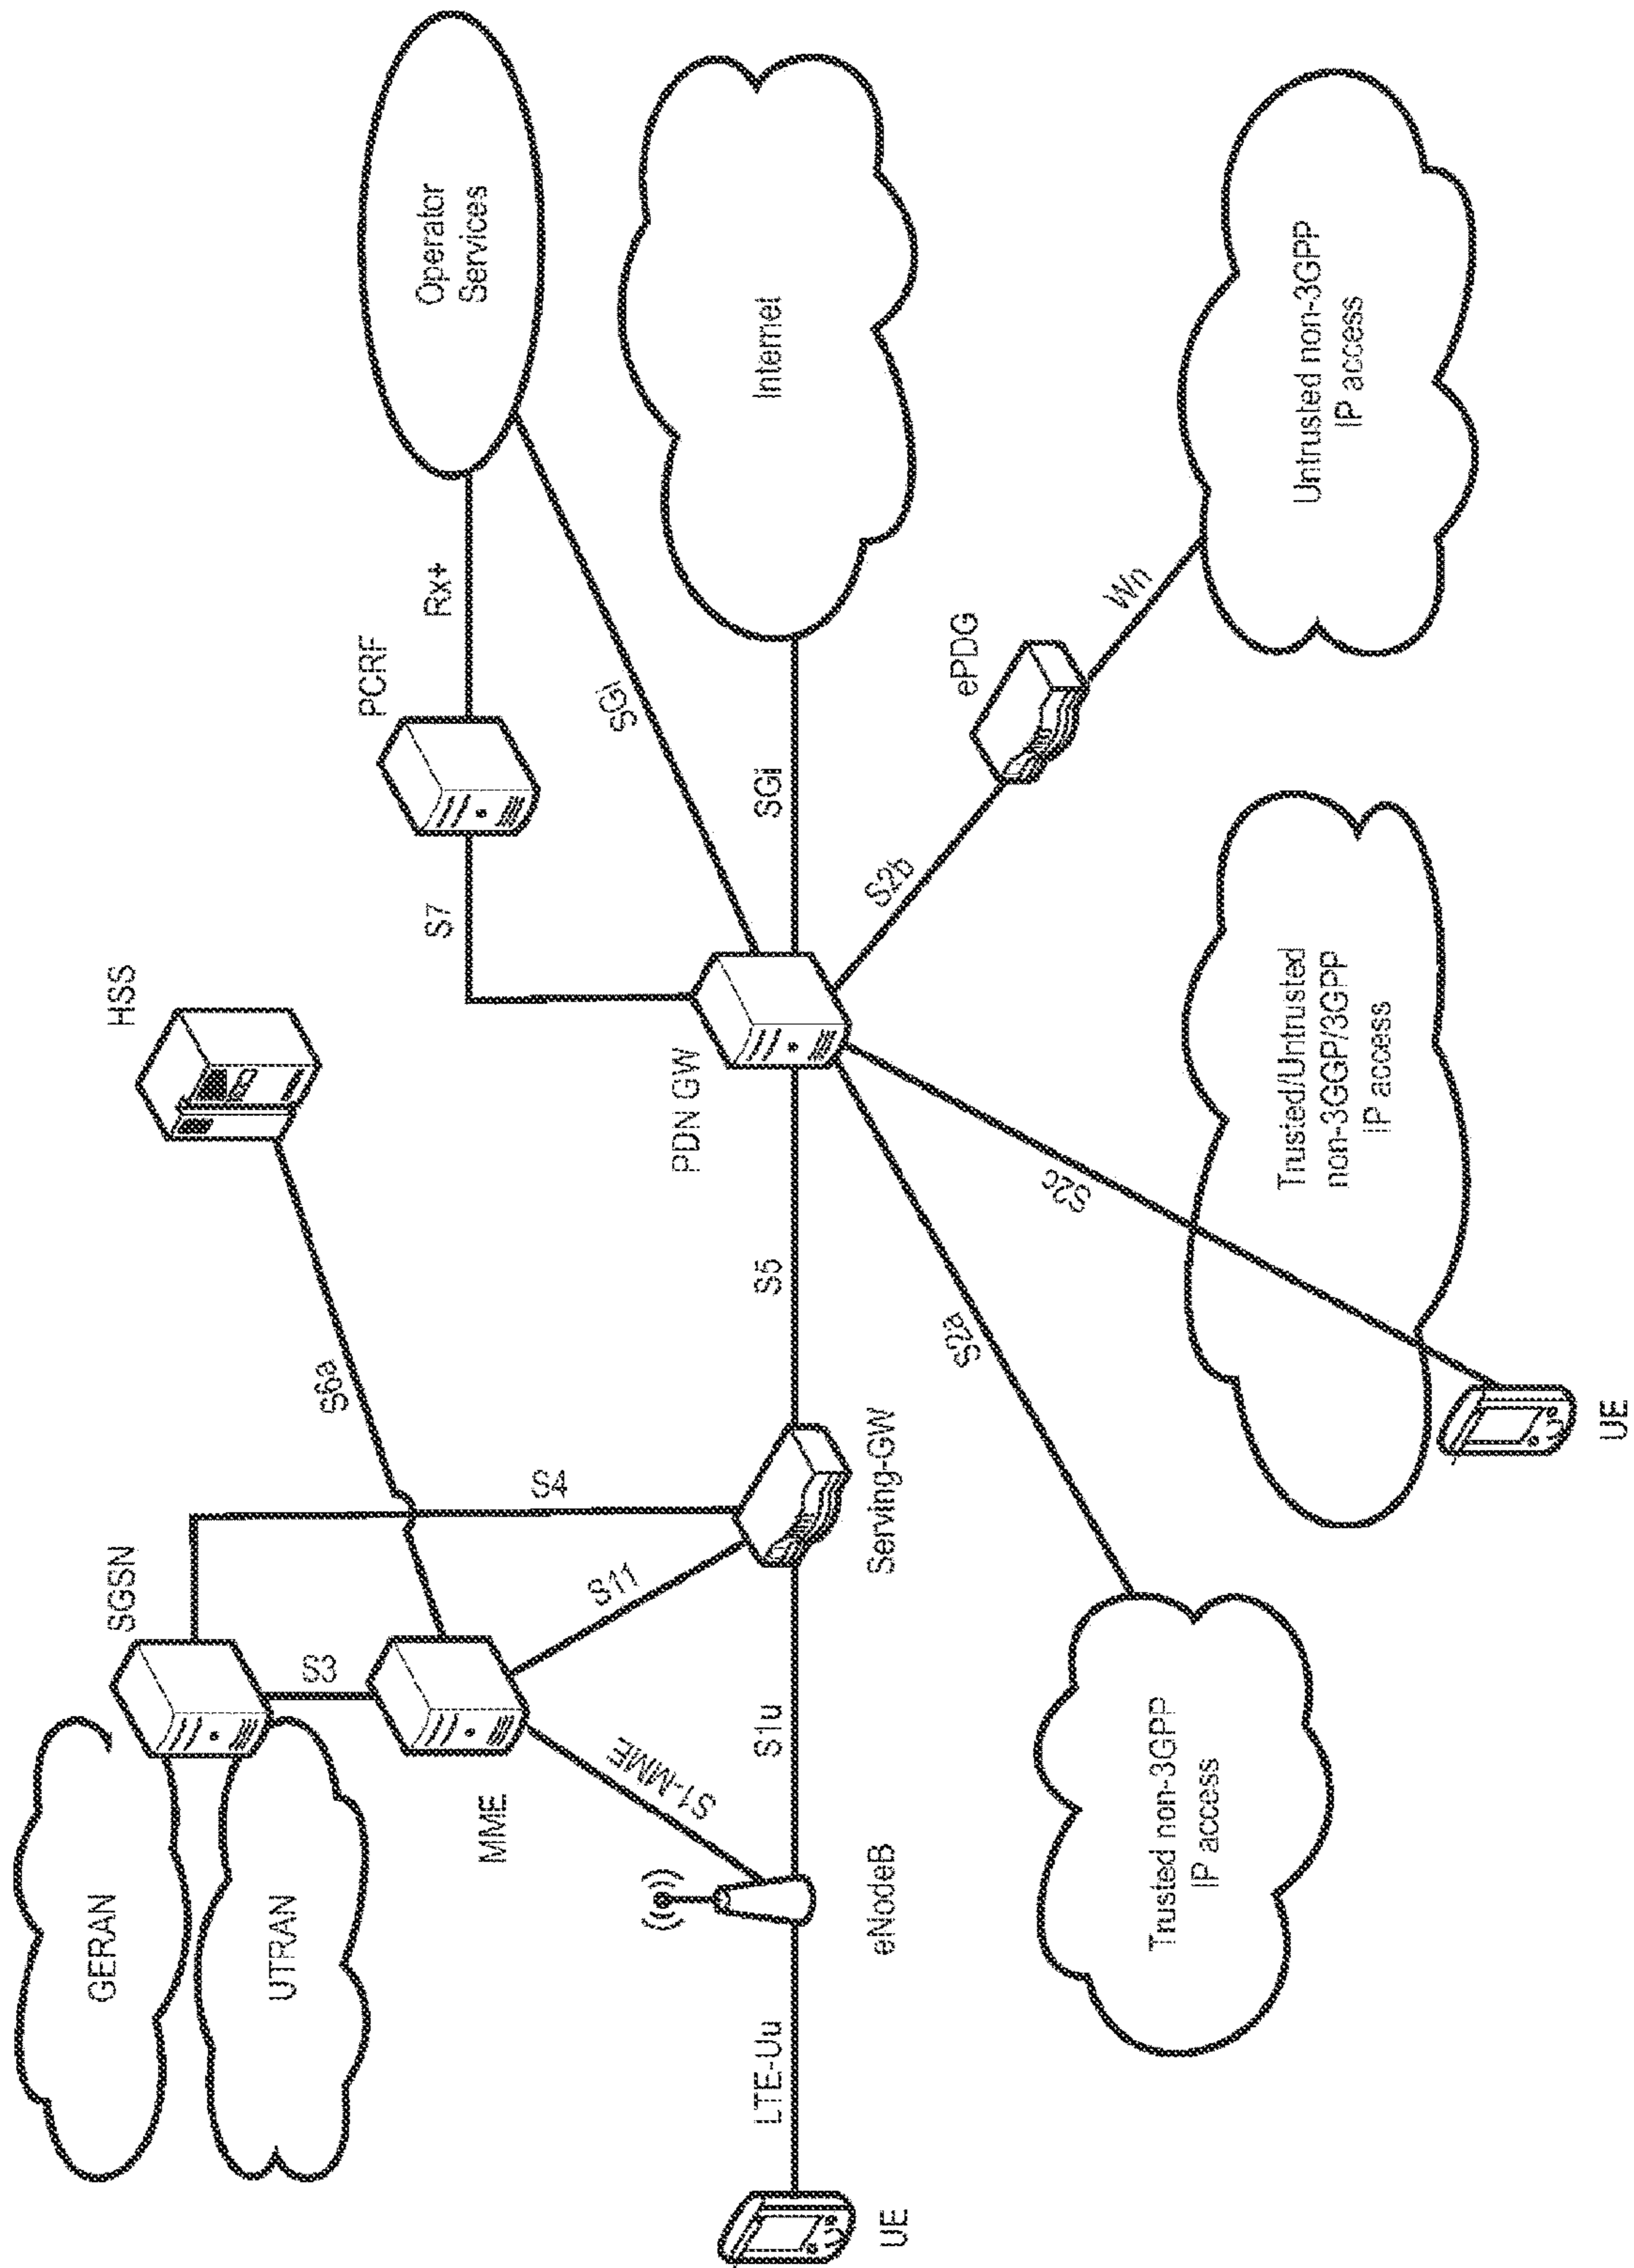 GERAN
UTRAN
SGSN
HSS
S3
S4
S6a
MME
S11
S1-MME
S7
PCRF
Rx+
Operator
Services
SGi
PDN GW
SGi
Internet
UE
LTE-Uu
eNodeB
S1u
Serving-GW
S5
S2a
S2c
S2b
ePDG
Wn
Trusted non-3GPP
IP access
UE
Trusted/Untrusted
non-3GGP/3GPP
IP access
Untrusted non-3GPP
IP access